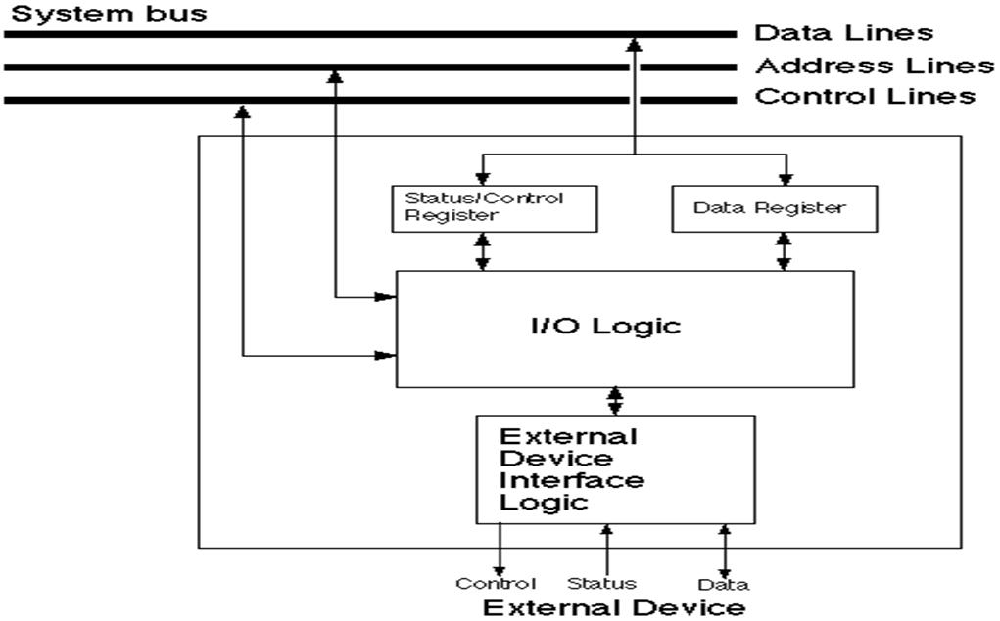 System bus
Data Lines
Address Lines
Control Lines
Status/Control
Register
Data Register
I/O Logic
External
Device
Interface
Logic
Control Status Data
External Device